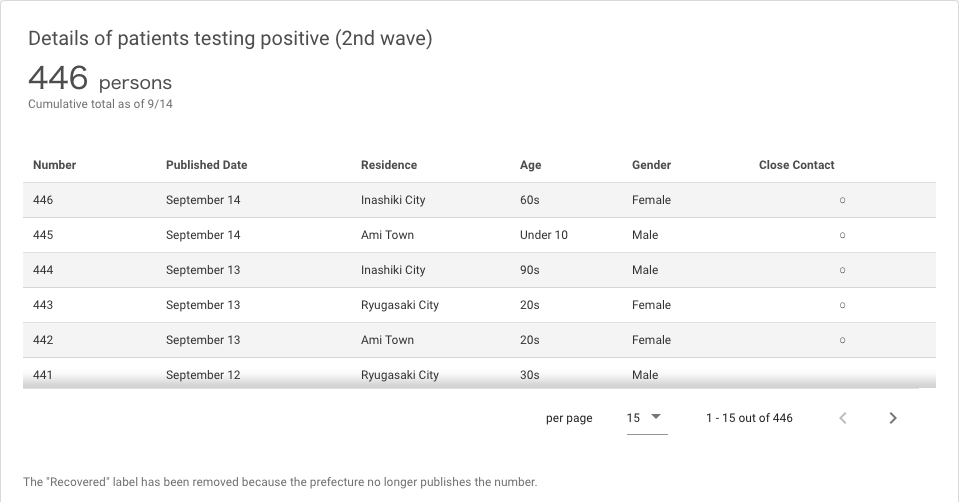 Details of patients testing positive (2nd wave)
446 persons
Cumulative total as of 9/14
Number Published Date Residence Age Gender Close Contact
446 September 14 Inashiki City 60s Female ○
445 September 14 Ami Town Under 10 Male ○
444 September 13 Inashiki City 90s Male ○
443 September 13 Ryugasaki City 20s Female ○
442 September 13 Ami Town 20s Female ○
441 September 12 Ryugasaki City 30s Male
per page 15 1 - 15 out of 446
The "Recovered" label has been removed because the prefecture no longer publishes the number.